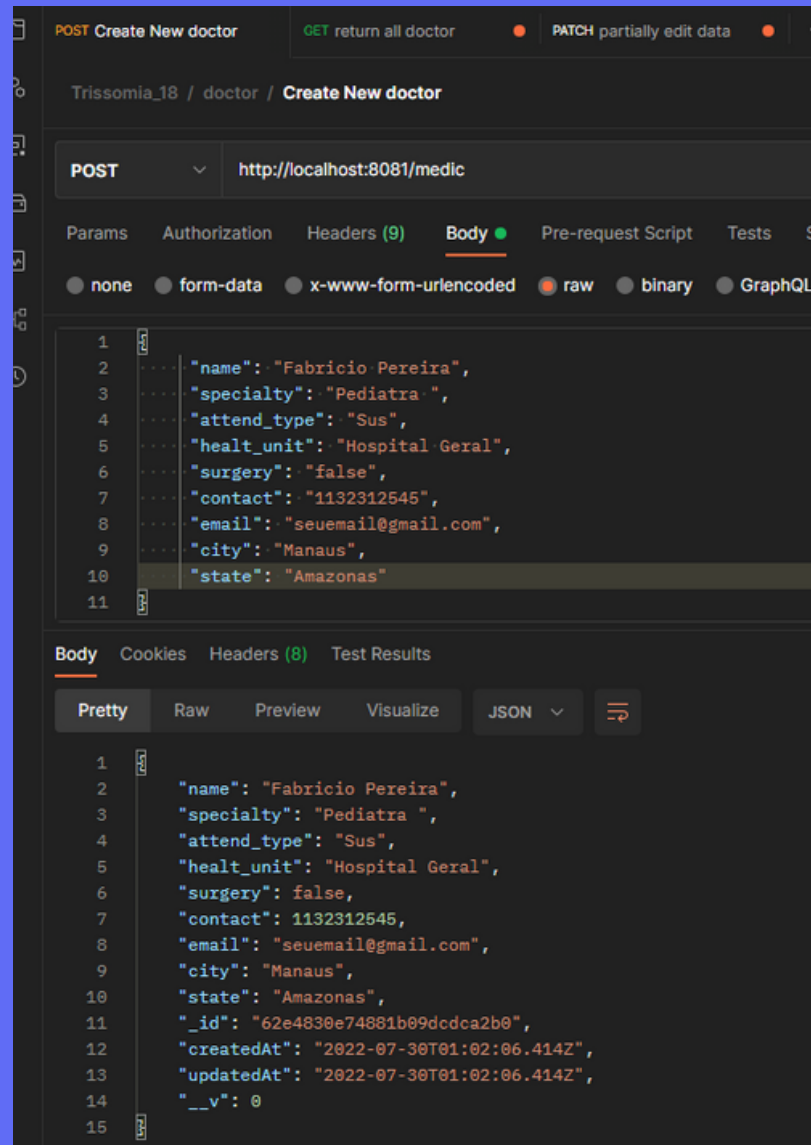 POST Create New doctor GET return all doctor PATCH partially edit data
Trissomia_18 / doctor / Create New doctor
POST http://localhost:8081/medic
Params Authorization Headers (9) Body Pre-request Script Tests
none form-data x-www-form-urlencoded raw binary GraphQL
1 {
2 "name": "Fabricio Pereira",
3 "specialty": "Pediatra ",
4 "attend_type": "Sus",
5 "healt_unit": "Hospital Geral",
6 "surgery": "false",
7 "contact": "1132312545",
8 "email": "seuemail@gmail.com",
9 "city": "Manaus",
10 "state": "Amazonas"
11 }
Body Cookies Headers (8) Test Results
Pretty Raw Preview Visualize JSON
1 {
2 "name": "Fabricio Pereira",
3 "specialty": "Pediatra ",
4 "attend_type": "Sus",
5 "healt_unit": "Hospital Geral",
6 "surgery": false,
7 "contact": 1132312545,
8 "email": "seuemail@gmail.com",
9 "city": "Manaus",
10 "state": "Amazonas",
11 "_id": "62e4830e74881b09dcdca2b0",
12 "createdAt": "2022-07-30T01:02:06.414Z",
13 "updatedAt": "2022-07-30T01:02:06.414Z",
14 "__v": 0
15 }